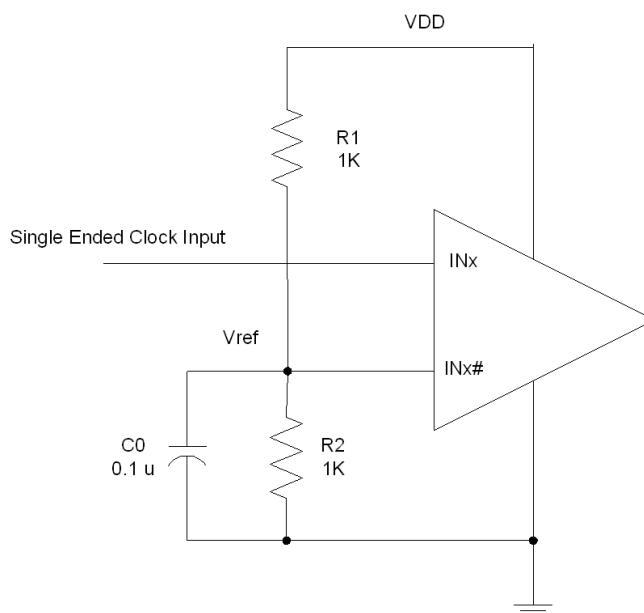 VDD
R1
1K
Single Ended Clock Input
INx
Vref
INx#
C0
0.1 u
R2
1K